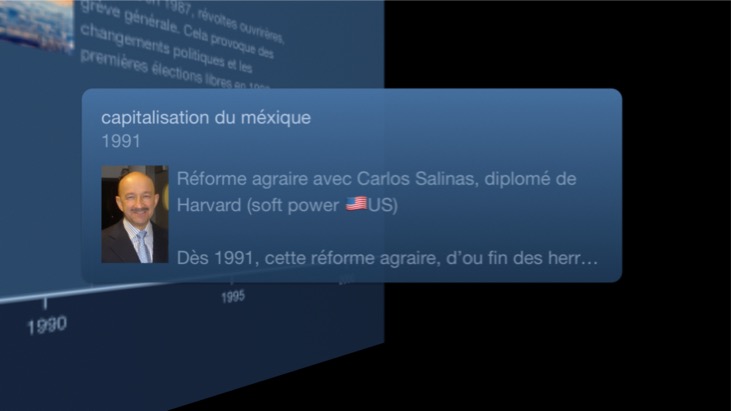 1987, révoltes ouvrières,
grève générale. Cela provoque des
changements politiques et les
premières élections libres en
capitalisation du méxique
1991
Réforme agraire avec Carlos Salinas, diplomé de
Harvard (soft power 🇺🇸US)
Dès 1991, cette réforme agraire, d'ou fin des herr…
1990
1995